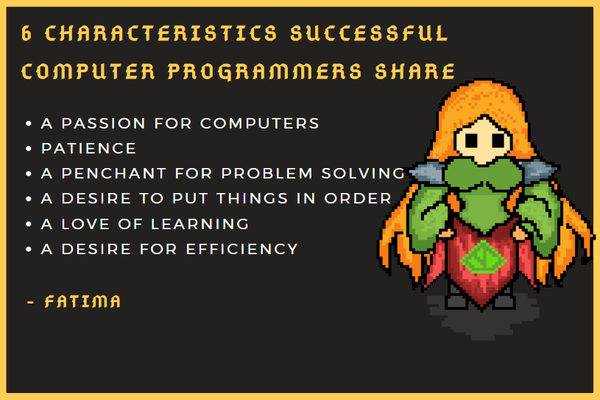 6 CHARACTERISTICS SUCCESSFUL
COMPUTER PROGRAMMERS SHARE
• A PASSION FOR COMPUTERS
• PATIENCE
• A PENCHANT FOR PROBLEM SOLVING
• A DESIRE TO PUT THINGS IN ORDER
• A LOVE OF LEARNING
• A DESIRE FOR EFFICIENCY
- FATIMA